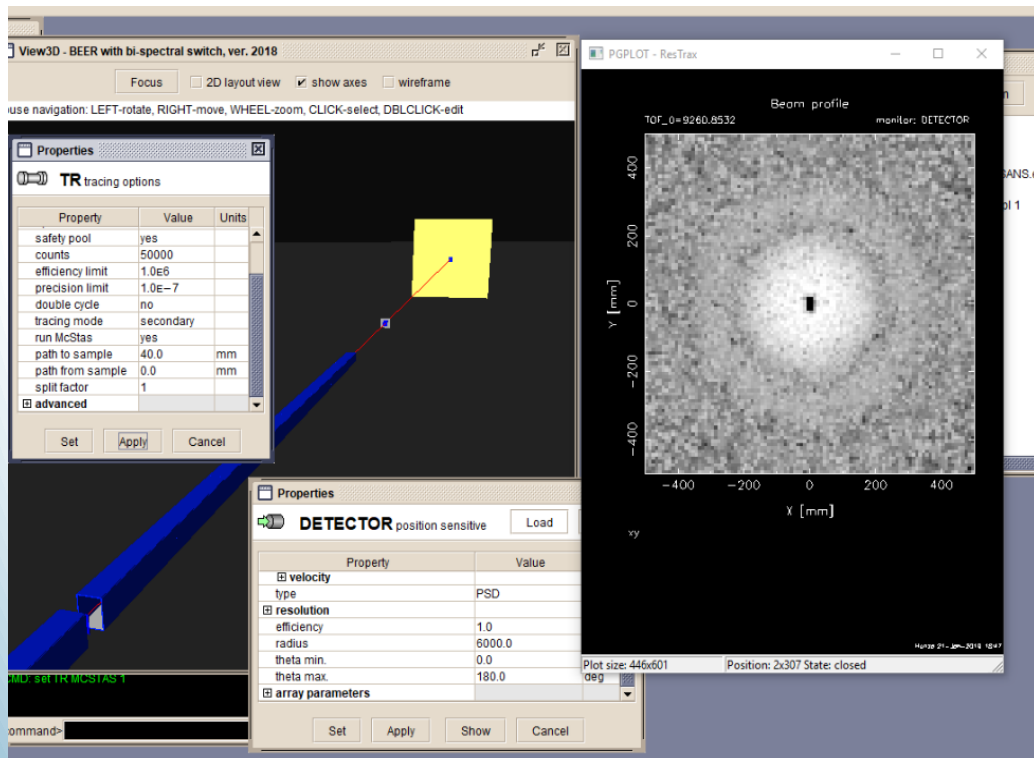 View3D - BEER with bi-spectral switch, ver. 2018
Focus 2D layout view show axes wireframe
ouse navigation: LEFT-rotate, RIGHT-move, WHEEL-zoom, CLICK-select, DBLCLICK-edit
Properties
TR tracing options
Property Value Units
safety pool yes
counts 50000
efficiency limit 1.0E6
precision limit 1.0E-7
double cycle no
tracing mode secondary
run McStas yes
path to sample 40.0 mm
path from sample 0.0 mm
split factor 1
advanced
Set Apply Cancel
CMD: set TR MCSTAS 1
ommand>
Properties
DETECTOR position sensitive Load
Property Value
velocity
type PSD
resolution
efficiency 1.0
radius 6000.0
theta min. 0.0
theta max. 180.0 deg
array parameters
Set Apply Show Cancel
PGPLOT - ResTrax
Beam profile
TOF_0=9260.8532 monitor: DETECTOR
400
200
0
-200
-400
Y [mm]
-400 -200 0 200 400
X [mm]
xy
Plot size: 446x601 Position: 2x307 State: closed
SANS.
ol 1